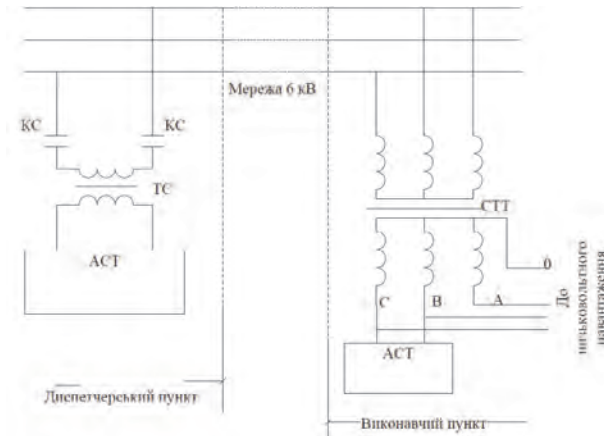 Мережа 6 кВ
КС
КС
ТС
АСТ
СТТ
0
С
В
А
До
низьковольтного
навантаження
АСТ
Диспетчерський пункт
Виконавчий пункт